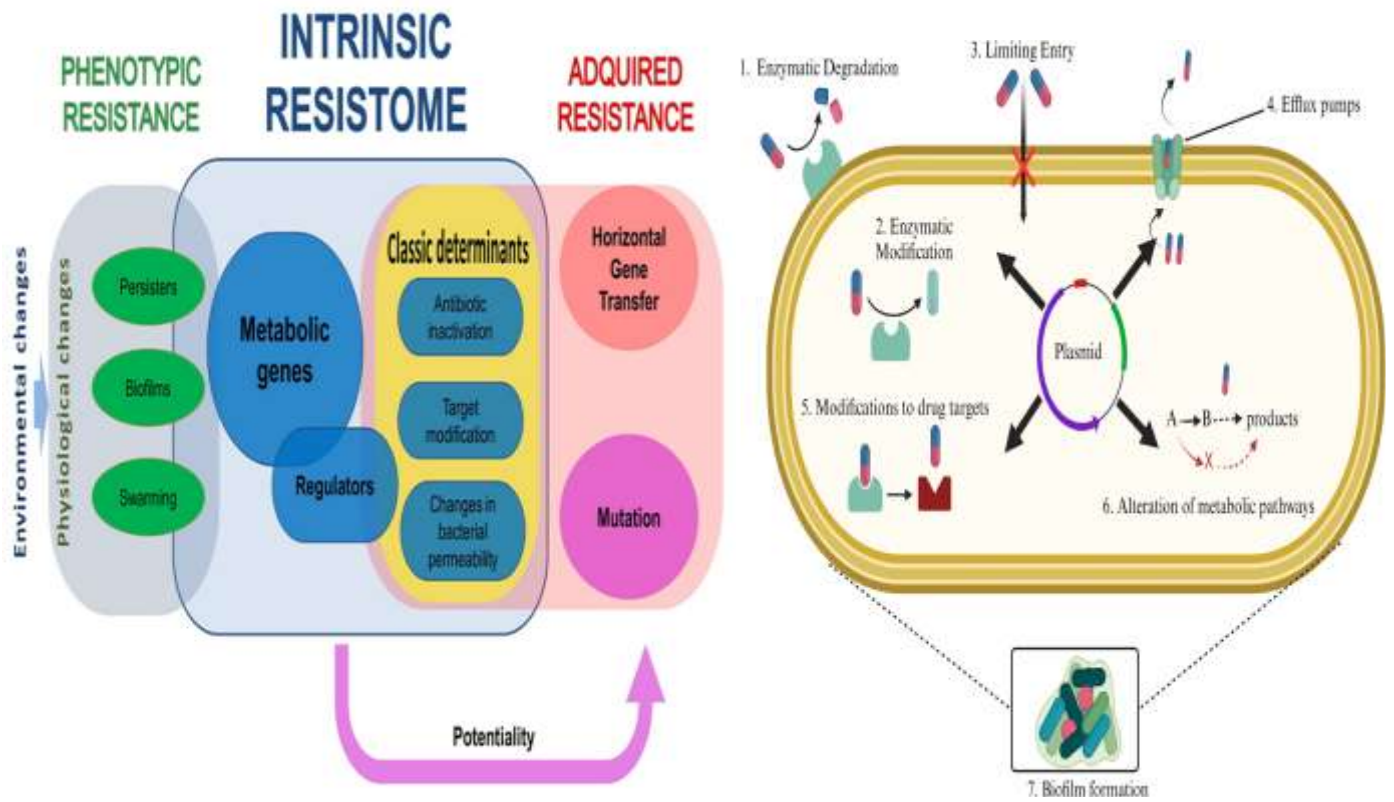 PHENOTYPIC
RESISTANCE
INTRINSIC
RESISTOME
ADQUIRED
RESISTANCE
Environmental changes
Physiological changes
Persisters
Biofilms
Swarming
Metabolic
genes
Regulators
Classic determinants
Antibiotic
inactivation
Target
modification
Changes in
bacterial
permeability
Horizontal
Gene
Transfer
Mutation
Potentiality
1. Enzymatic Degradation
3. Limiting Entry
4. Efflux pumps
2. Enzymatic
Modification
Plasmid
5. Modifications to drug targets
A B products
X
6. Alteration of metabolic pathways
7. Biofilm formation